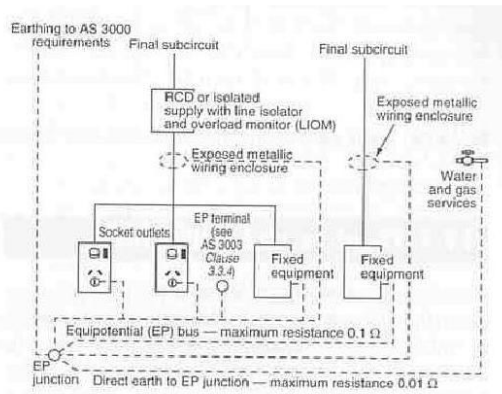 Earthing to AS 3000
requirements
Final subcircuit
Final subcircuit
RCD or isolated
supply with line isolator
and overload monitor (LIOM)
Exposed metallic
wiring enclosure
Exposed metallic
wiring enclosure
Water
and gas
services
Socket outlets
EP terminal
(see
AS 3003
Clause
3.3.4)
Fixed
equipment
Fixed
equipment
Equipotential (EP) bus — maximum resistance 0.1 Ω
EP
junction
Direct earth to EP junction — maximum resistance 0.01 Ω